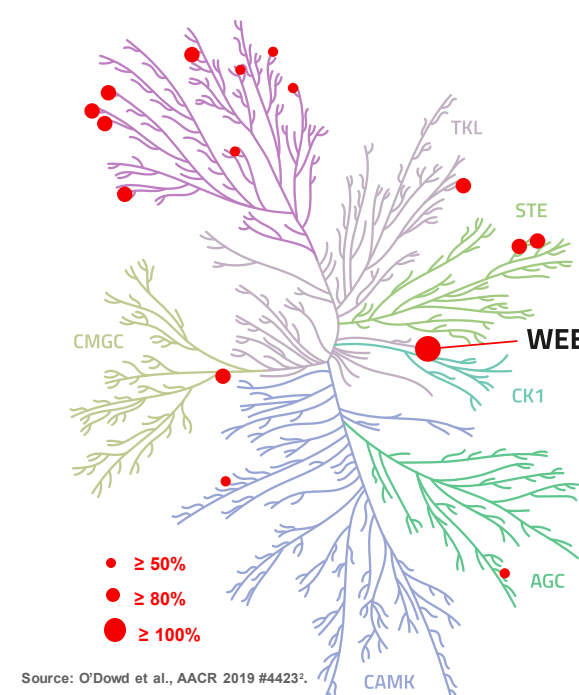 TKL
STE
WEE
CMGC
CK1
≥ 50%
≥ 80%
≥ 100%
AGC
Source: O'Dowd et al., AACR 2019 #4423².
CAMK